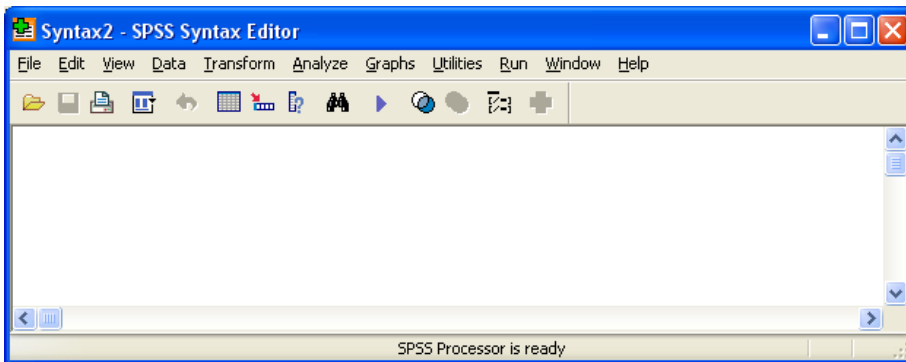 Syntax2 - SPSS Syntax Editor
File Edit View Data Transform Analyze Graphs Utilities Run Window Help
SPSS Processor is ready